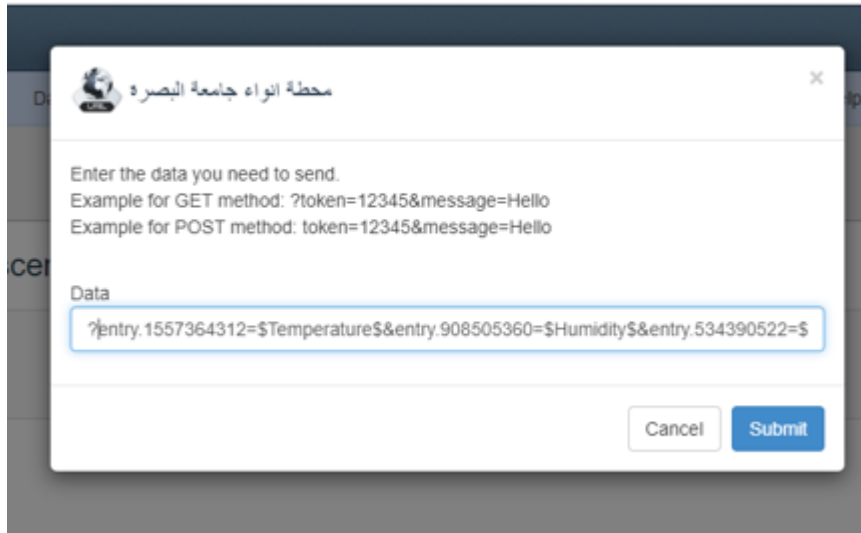 محطة انواء جامعة البصرة
×
Enter the data you need to send.
Example for GET method: ?token=12345&message=Hello
Example for POST method: token=12345&message=Hello
Data
?entry.1557364312=$Temperature$&entry.908505360=$Humidity$&entry.534390522=$
Cancel
Submit